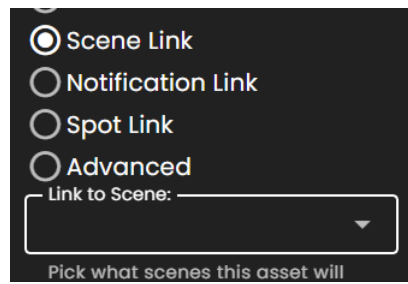 Scene Link
Notification Link
Spot Link
Advanced
Link to Scene:
Pick what scenes this asset will